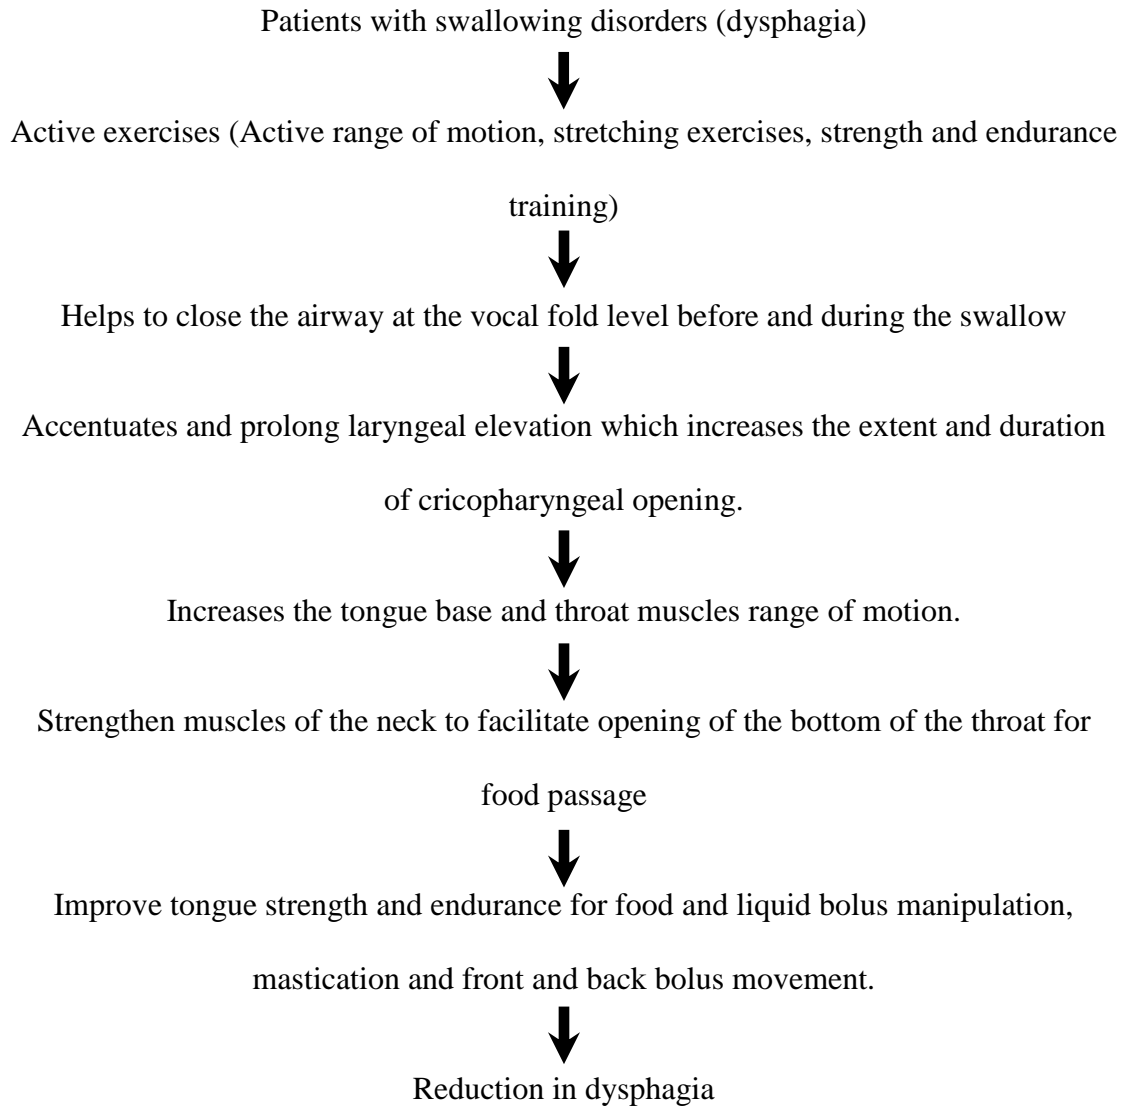 Patients with swallowing disorders (dysphagia)
Active exercises (Active range of motion, stretching exercises, strength and endurance
training)
Helps to close the airway at the vocal fold level before and during the swallow
Accentuates and prolong laryngeal elevation which increases the extent and duration
of cricopharyngeal opening.
Increases the tongue base and throat muscles range of motion.
Strengthen muscles of the neck to facilitate opening of the bottom of the throat for
food passage
Improve tongue strength and endurance for food and liquid bolus manipulation,
mastication and front and back bolus movement.
Reduction in dysphagia